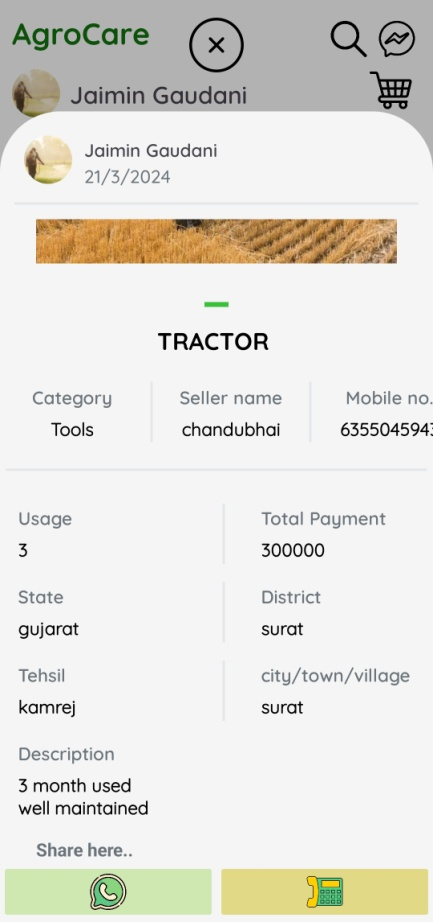 AgroCare
Jaimin Gaudani
Jaimin Gaudani
21/3/2024
TRACTOR
Category Seller name Mobile no.
Tools chandubhai 6355045943
Usage Total Payment
3 300000
State District
gujarat surat
Tehsil city/town/village
kamrej surat
Description
3 month used
well maintained
Share here..